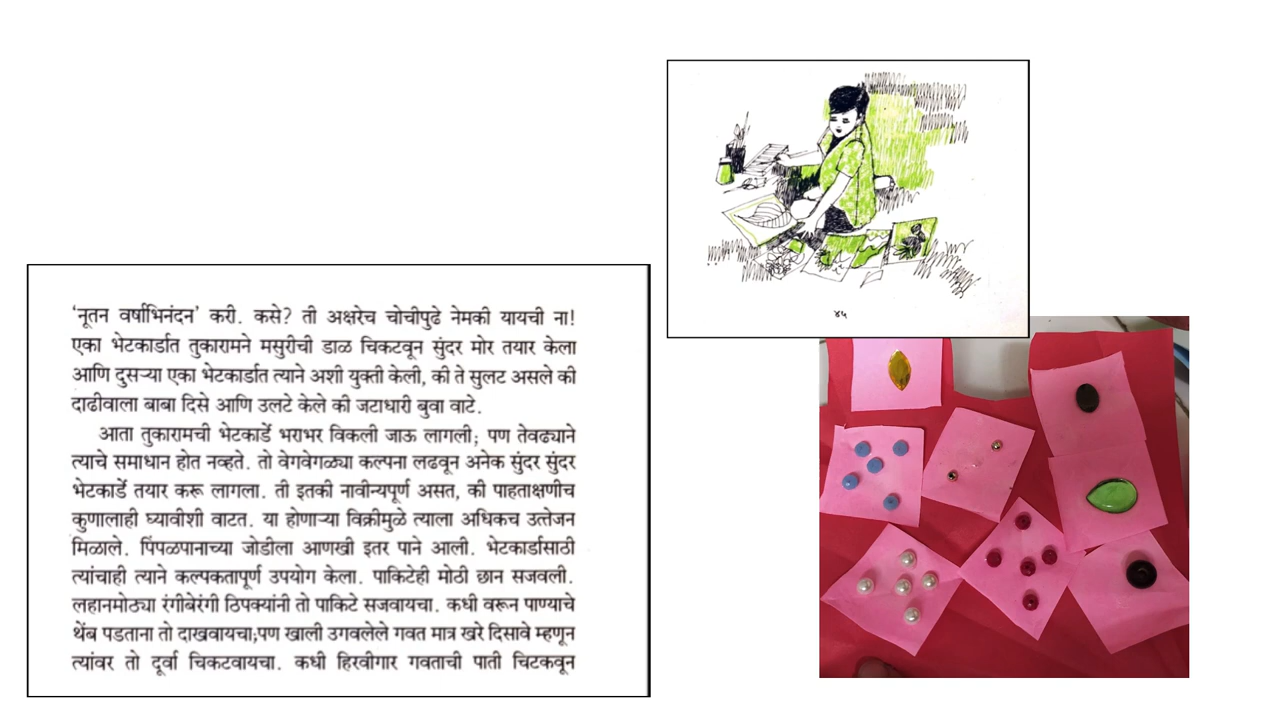 ‘नूतन वर्षाभिनंदन’ करी. कसे? ती अक्षरेच चोचीपुढे नेमकी यायची ना!
एका भेटकार्डात तुकारामने मसुरीची डाळ चिकटवून सुंदर मोर तयार केला
आणि दुसऱ्या एका भेटकार्डात त्याने अशी युक्ती केली, की ते सुलट असले की
दाढीवाला बाबा दिसे आणि उलटे केले की जटाधारी बुवा वाटे.
आता तुकारामची भेटकार्डे भराभर विकली जाऊ लागली; पण तेवढ्याने
त्याचे समाधान होत नव्हते. तो वेगवेगळ्या कल्पना लढवून अनेक सुंदर सुंदर
भेटकार्डे तयार करू लागला. ती इतकी नावीन्यपूर्ण असत, की पाहताक्षणीच
कुणालाही घ्यावीशी वाटत. या होणाऱ्या विक्रीमुळे त्याला अधिकच उत्तेजन
मिळाले. पिंपळपानाच्या जोडीला आणखी इतर पाने आली. भेटकार्डासाठी
त्यांचाही त्याने कल्पकतापूर्ण उपयोग केला. पाकिटेही मोठी छान सजवली.
लहानमोठ्या रंगीबेरंगी ठिपक्यांनी तो पाकिटे सजवायचा. कधी वरून पाण्याचे
थेंब पडताना तो दाखवायचा;पण खाली उगवलेले गवत मात्र खरे दिसावे म्हणून
त्यांवर तो दूर्वा चिकटवायचा. कधी हिरवीगार गवताची पाती चिटकवून
४५